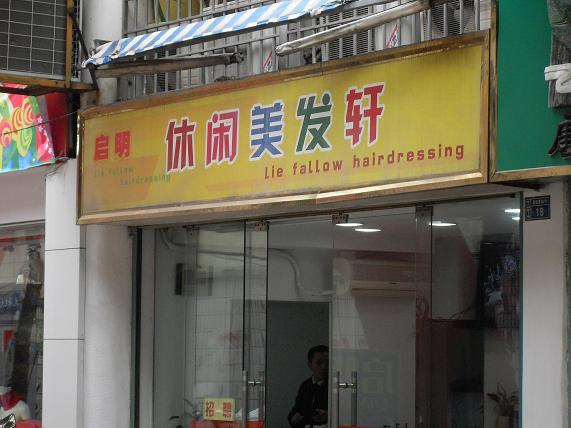 启明
lie fallow
hairdressing
休闲美发轩
Lie fallow hairdressing
招聘
18